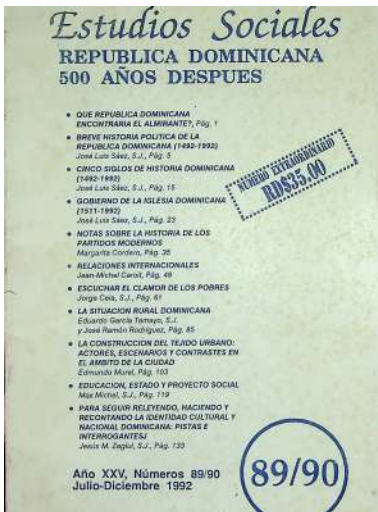 Estudios Sociales
REPUBLICA DOMINICANA
500 AÑOS DESPUES
• QUE REPUBLICA DOMINICANA
ENCONTRARIA EL ALMIRANTE?, Pág. 1
• BREVE HISTORIA POLITICA DE LA
REPUBLICA DOMINICANA (1492-1992)
José Luis Sáez, S.J., Pág. 5
• CINCO SIGLOS DE HISTORIA DOMINICANA
(1492-1992)
José Luis Sáez, S.J., Pág. 15
• GOBIERNO DE LA IGLESIA DOMINICANA
(1511-1992)
José Luis Sáez, S.J., Pág. 23
• NOTAS SOBRE LA HISTORIA DE LOS
PARTIDOS MODERNOS
Margarita Cordero, Pág. 35
• RELACIONES INTERNACIONALES
Jean-Michel Caroit, Pág. 49
• ESCUCHAR EL CLAMOR DE LOS POBRES
Jorge Cela, S.J., Pág. 61
• LA SITUACION RURAL DOMINICANA
Eduardo García Tamayo, S.J.
y José Ramón Rodríguez, Pág. 85
• LA CONSTRUCCION DEL TEJIDO URBANO:
ACTORES, ESCENARIOS Y CONTRASTES EN
EL AMBITO DE LA CIUDAD
Edmundo Morel, Pág. 103
• EDUCACION, ESTADO Y PROYECTO SOCIAL
Max Michel, S.J., Pág. 119
• PARA SEGUIR RELEYENDO, HACIENDO Y
RECONTANDO LA IDENTIDAD CULTURAL Y
NACIONAL DOMINICANA: PISTAS E
INTERROGANTESJ
Jesús M. Zaglul, S.J., Pág. 133
NUMERO EXTRAORDINARIO
RD$35.00
Año XXV, Números 89/90
Julio-Diciembre 1992
89/90